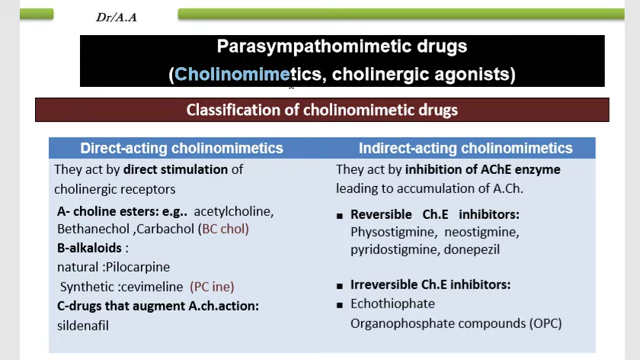 Dr/A.A
Parasympathomimetic drugs
(Cholinomimetics, cholinergic agonists)
Classification of cholinomimetic drugs
Direct-acting cholinomimetics
They act by direct stimulation of
cholinergic receptors
A- choline esters: e.g.. acetylcholine,
Bethanechol ,Carbachol (BC chol)
B-alkaloids :
natural :Pilocarpine
Synthetic :cevimeline (PC ine)
C-drugs that augment A.ch.action:
sildenafil
Indirect-acting cholinomimetics
They act by inhibition of AChE enzyme
leading to accumulation of A.Ch.
■ Reversible Ch.E inhibitors:
Physostigmine, neostigmine,
pyridostigmine, donepezil
■ Irreversible Ch.E inhibitors:
■ Echothiophate
Organophosphate compounds (OPC)